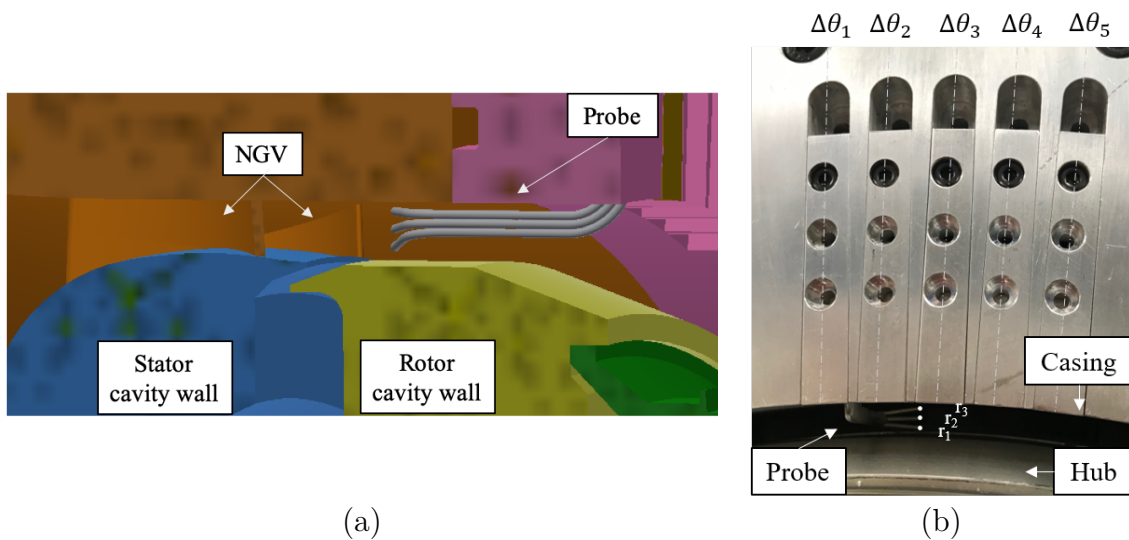 NGV
Probe
Stator
cavity wall
Rotor
cavity wall
(a)
Δθ₁ Δθ₂ Δθ₃ Δθ₄ Δθ₅
Casing
r₃
r₂
r₁
Probe
Hub
(b)